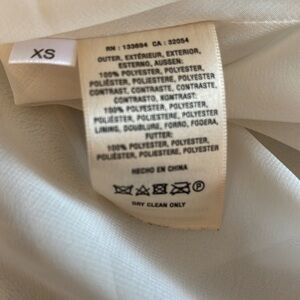 XS
RN : 133694 CA : 32054
OUTER, EXTÉRIEUR, EXTERIOR,
ESTERNO, AUSSEN:
100% POLYESTER, POLYESTER,
POLIÉSTER, POLIESTERE, POLYESTER
CONTRAST, CONTRASTE, CONTRASTE,
CONTRASTO, KONTRAST:
100% POLYESTER, POLYESTER,
POLIÉSTER, POLIESTERE, POLYESTER
LINING, DOUBLURE, FORRO, FODERA,
FUTTER:
100% POLYESTER, POLYESTER,
POLIÉSTER, POLIESTERE, POLYESTER
HECHO EN CHINA
P
DRY CLEAN ONLY